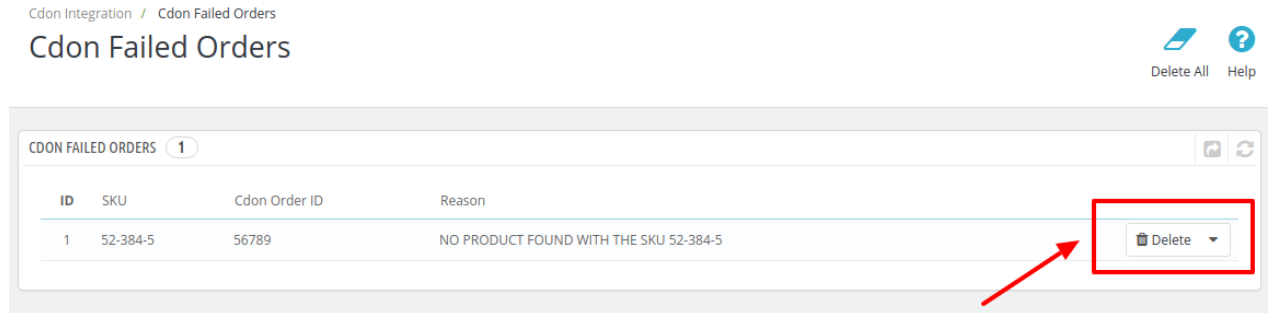 Cdon Integration / Cdon Failed Orders
Cdon Failed Orders
Delete All Help
CDON FAILED ORDERS 1
ID SKU Cdon Order ID Reason
1 52-384-5 56789 NO PRODUCT FOUND WITH THE SKU 52-384-5 Delete